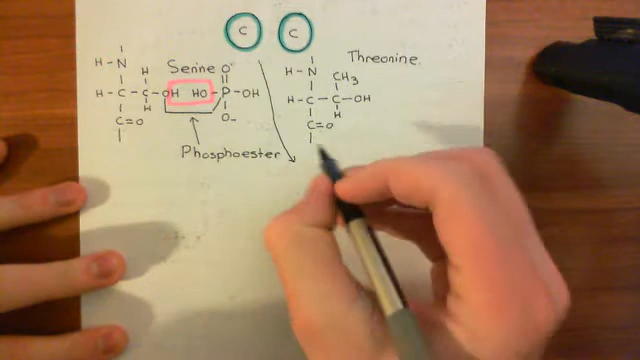 C C
Serine
Threonine
H-N
H
H-C-C-OH HO-P-OH
H
C=O
O
O-
Phosphoester
H-N
CH3
H-C-C-OH
H
C=O